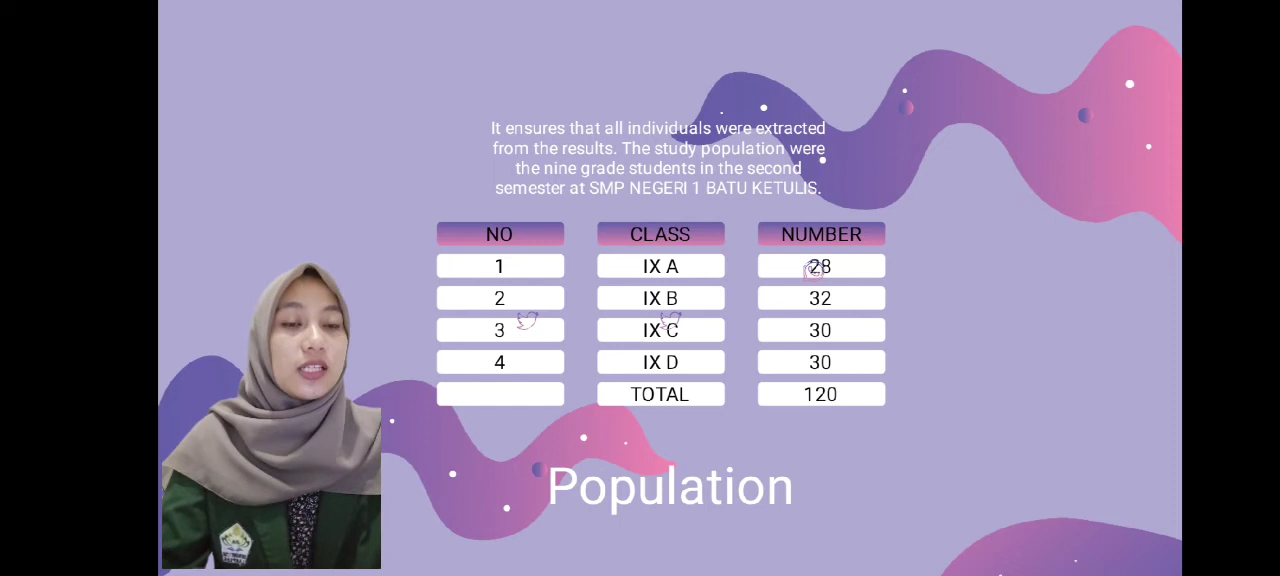 It ensures that all individuals were extracted
from the results. The study population were
the nine grade students in the second
semester at SMP NEGERI 1 BATU KETULIS.
NO CLASS NUMBER
1 IX A 28
2 IX B 32
3 IX C 30
4 IX D 30
TOTAL 120
Population